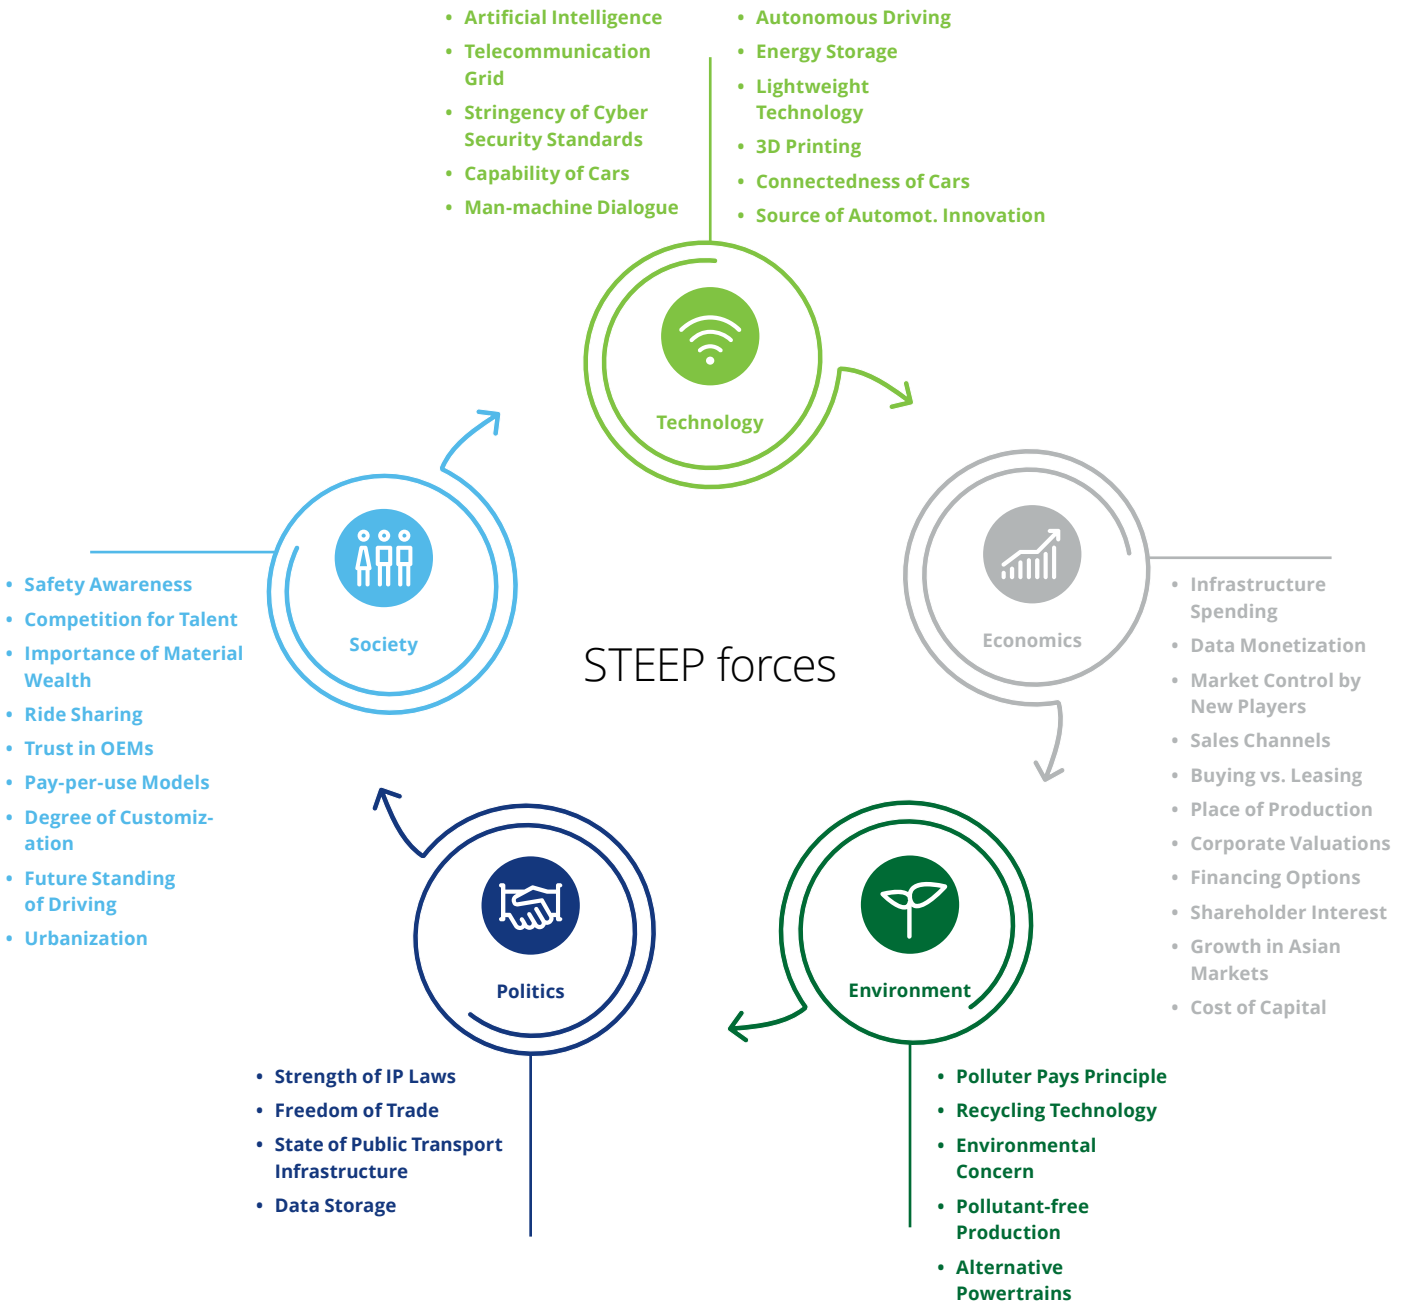 • Artificial Intelligence
• Telecommunication
Grid
• Stringency of Cyber
Security Standards
• Capability of Cars
• Man-machine Dialogue
• Autonomous Driving
• Energy Storage
• Lightweight
Technology
• 3D Printing
• Connectedness of Cars
• Source of Automot. Innovation
Technology
Society
• Safety Awareness
• Competition for Talent
• Importance of Material
Wealth
• Ride Sharing
• Trust in OEMs
• Pay-per-use Models
• Degree of Customiz-
ation
• Future Standing
of Driving
• Urbanization
STEEP forces
Economics
• Infrastructure
Spending
• Data Monetization
• Market Control by
New Players
• Sales Channels
• Buying vs. Leasing
• Place of Production
• Corporate Valuations
• Financing Options
• Shareholder Interest
• Growth in Asian
Markets
• Cost of Capital
Politics
• Strength of IP Laws
• Freedom of Trade
• State of Public Transport
Infrastructure
• Data Storage
Environment
• Polluter Pays Principle
• Recycling Technology
• Environmental
Concern
• Pollutant-free
Production
• Alternative
Powertrains